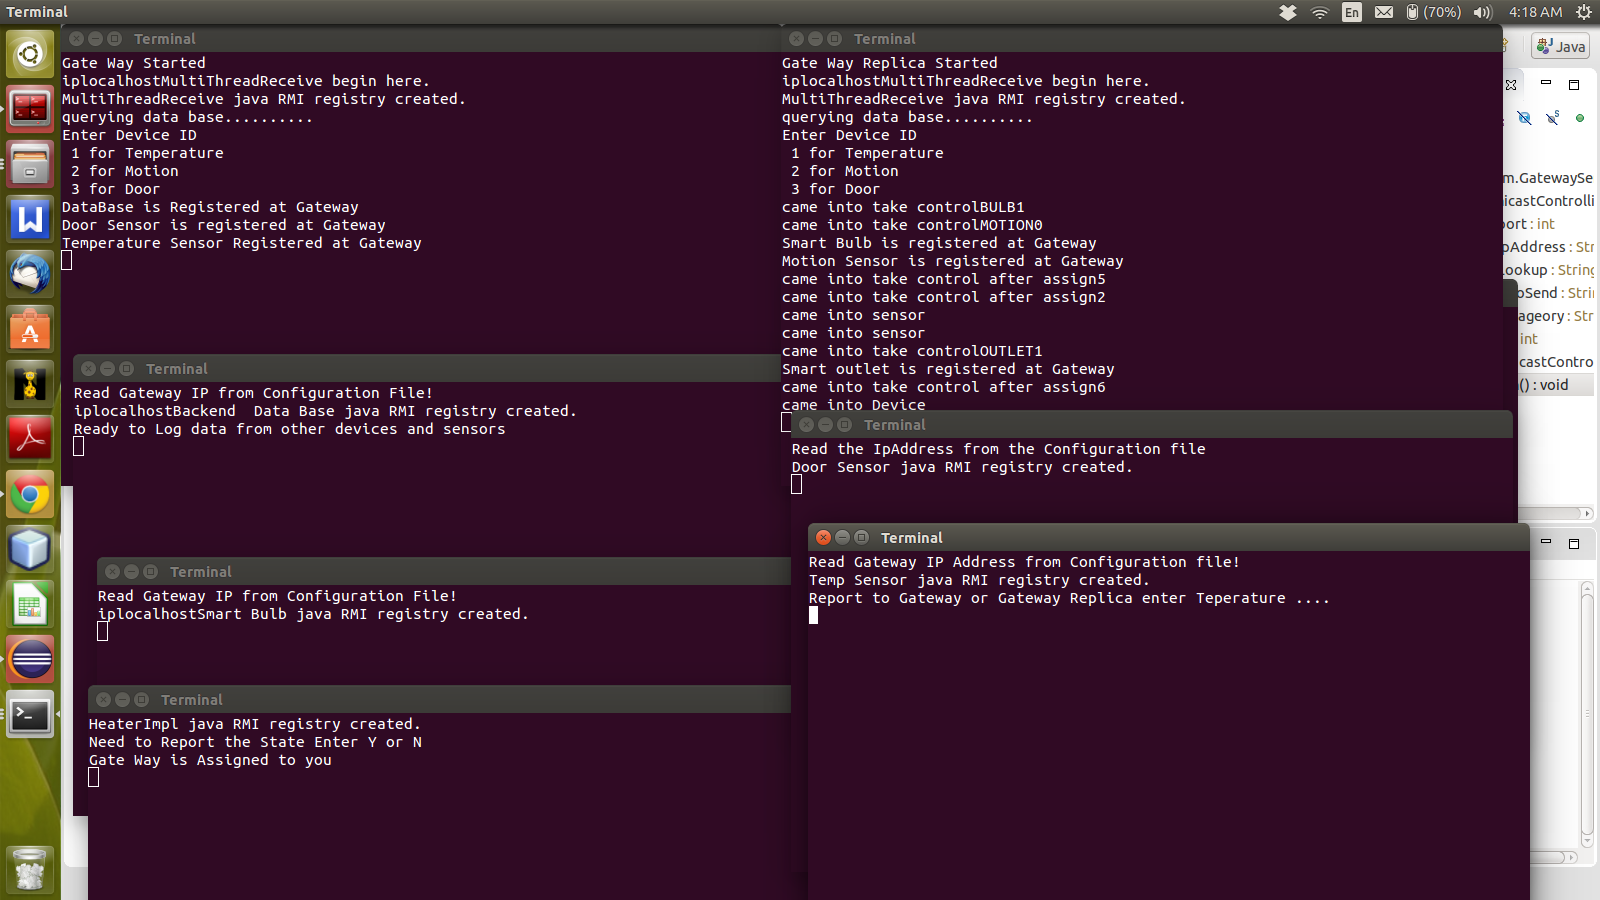 Terminal
En
(70%)
4:18 AM
Terminal
Gate Way Started
iplocalhostMultiThreadReceive begin here.
MultiThreadReceive java RMI registry created.
querying data base..........
Enter Device ID
1 for Temperature
2 for Motion
3 for Door
DataBase is Registered at Gateway
Door Sensor is registered at Gateway
Temperature Sensor Registered at Gateway
Terminal
Gate Way Replica Started
iplocalhostMultiThreadReceive begin here.
MultiThreadReceive java RMI registry created.
querying data base..........
Enter Device ID
1 for Temperature
2 for Motion
3 for Door
came into take controlBULB1
came into take controlMOTION0
Smart Bulb is registered at Gateway
Motion Sensor is registered at Gateway
came into take control after assign5
came into take control after assign2
came into sensor
came into sensor
came into take controlOUTLET1
Smart outlet is registered at Gateway
came into take control after assign6
came into Device
Terminal
Read Gateway IP from Configuration File!
iplocalhostBackend  Data Base java RMI registry created.
Ready to Log data from other devices and sensors
Terminal
Read the IpAddress from the Configuration file
Door Sensor java RMI registry created.
Terminal
Read Gateway IP from Configuration File!
iplocalhostSmart Bulb java RMI registry created.
Terminal
Read Gateway IP Address from Configuration file!
Temp Sensor java RMI registry created.
Report to Gateway or Gateway Replica enter Teperature ....
Terminal
HeaterImpl java RMI registry created.
Need to Report the State Enter Y or N
Gate Way is Assigned to you
Java
m.GatewaySe
icastControlli
ort : int
pAddress : Str
ookup : String
oSend : Strin
ageory : Str
int
castContro
() : void